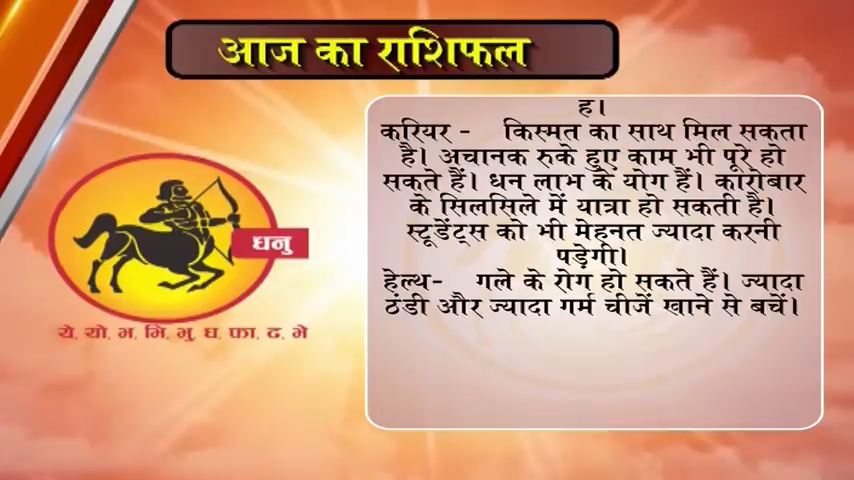 आज का राशिफल
ह।
करियर - किस्मत का साथ मिल सकता
है। अचानक रुके हुए काम भी पूरे हो
सकते हैं। धन लाभ के योग हैं। कारोबार
के सिलसिले में यात्रा हो सकती है।
स्टूडेंट्स को भी मेहनत ज्यादा करनी
पड़ेगी।
हेल्थ- गले के रोग हो सकते हैं। ज्यादा
ठंडी और ज्यादा गर्म चीजें खाने से बचें।
धनु
ये, यो, भ, भि, भु, ध, फा, ढ, भे